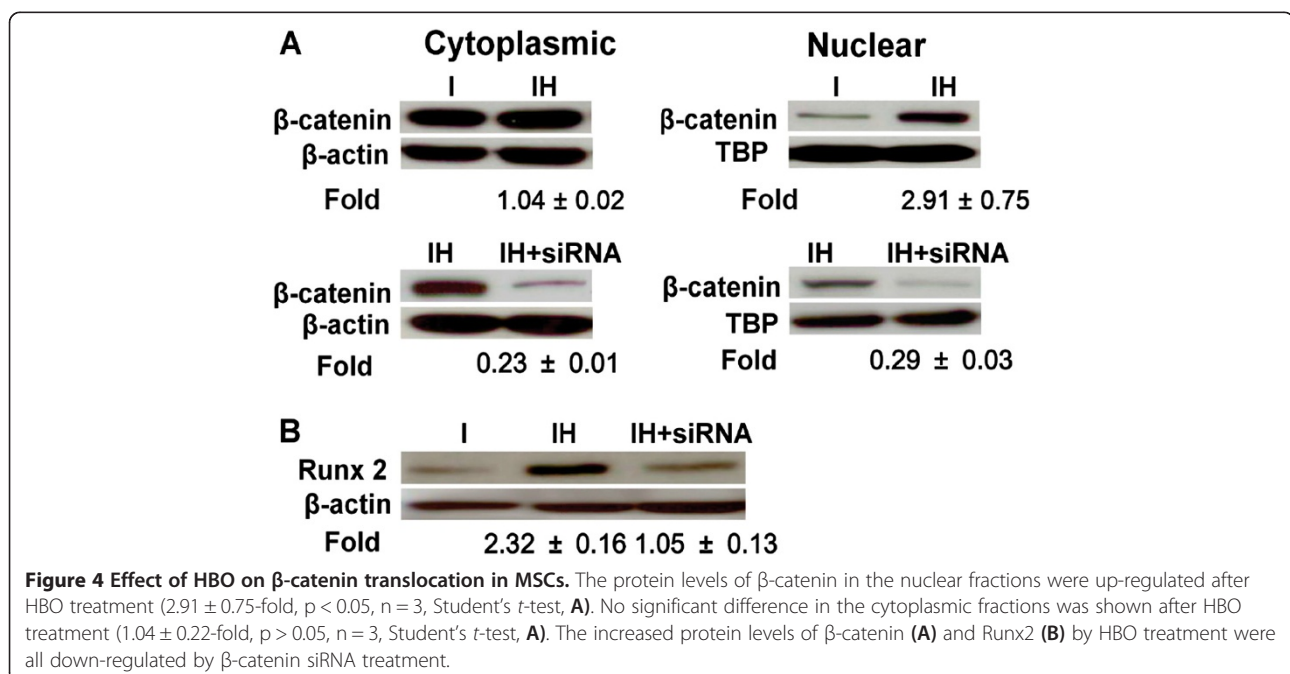 A Cytoplasmic Nuclear
I IH I IH
β-catenin β-catenin
β-actin TBP
Fold 1.04 ± 0.02 Fold 2.91 ± 0.75
IH IH+siRNA IH IH+siRNA
β-catenin β-catenin
β-actin TBP
Fold 0.23 ± 0.01 Fold 0.29 ± 0.03
B I IH IH+siRNA
Runx 2
β-actin
Fold 2.32 ± 0.16 1.05 ± 0.13
Figure 4 Effect of HBO on β-catenin translocation in MSCs. The protein levels of β-catenin in the nuclear fractions were up-regulated after
HBO treatment (2.91 ± 0.75-fold, p < 0.05, n = 3, Student's t-test, A). No significant difference in the cytoplasmic fractions was shown after HBO
treatment (1.04 ± 0.22-fold, p > 0.05, n = 3, Student's t-test, A). The increased protein levels of β-catenin (A) and Runx2 (B) by HBO treatment were
all down-regulated by β-catenin siRNA treatment.